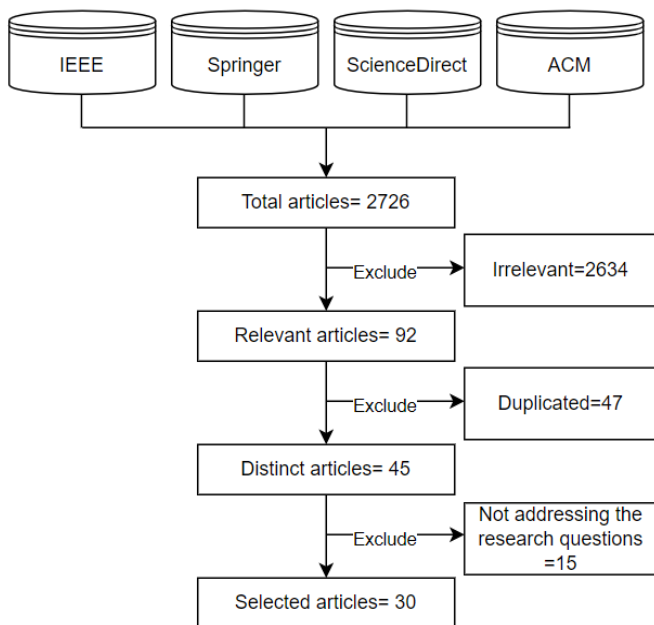 IEEE
Springer
ScienceDirect
ACM
Total articles= 2726
Exclude
Irrelevant=2634
Relevant articles= 92
Exclude
Duplicated=47
Distinct articles= 45
Exclude
Not addressing the
research questions
=15
Selected articles= 30